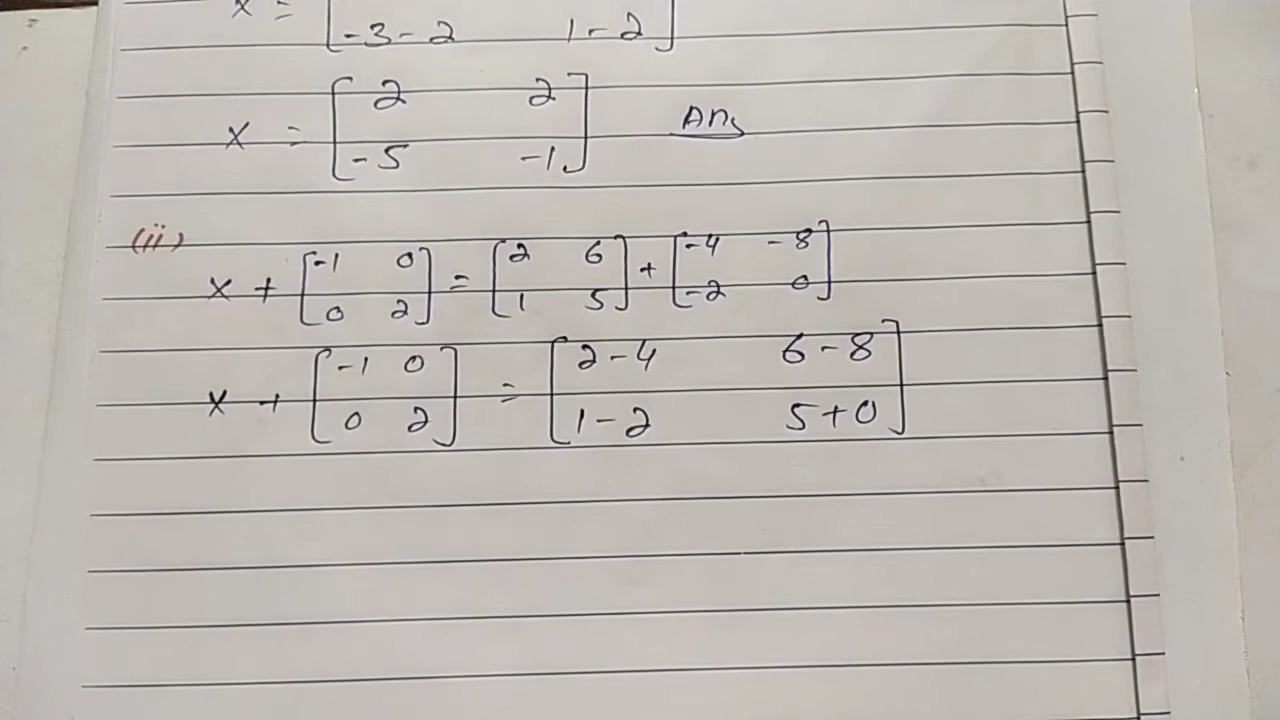 x =
[-3-2 1-2]
x = [2 2
-5 -1] Ans
(ii)
x + [-1 0
0 2] = [2 6
1 5] + [-4 -8
-2 0]
x + [-1 0
0 2] = [2-4 6-8
1-2 5+0]